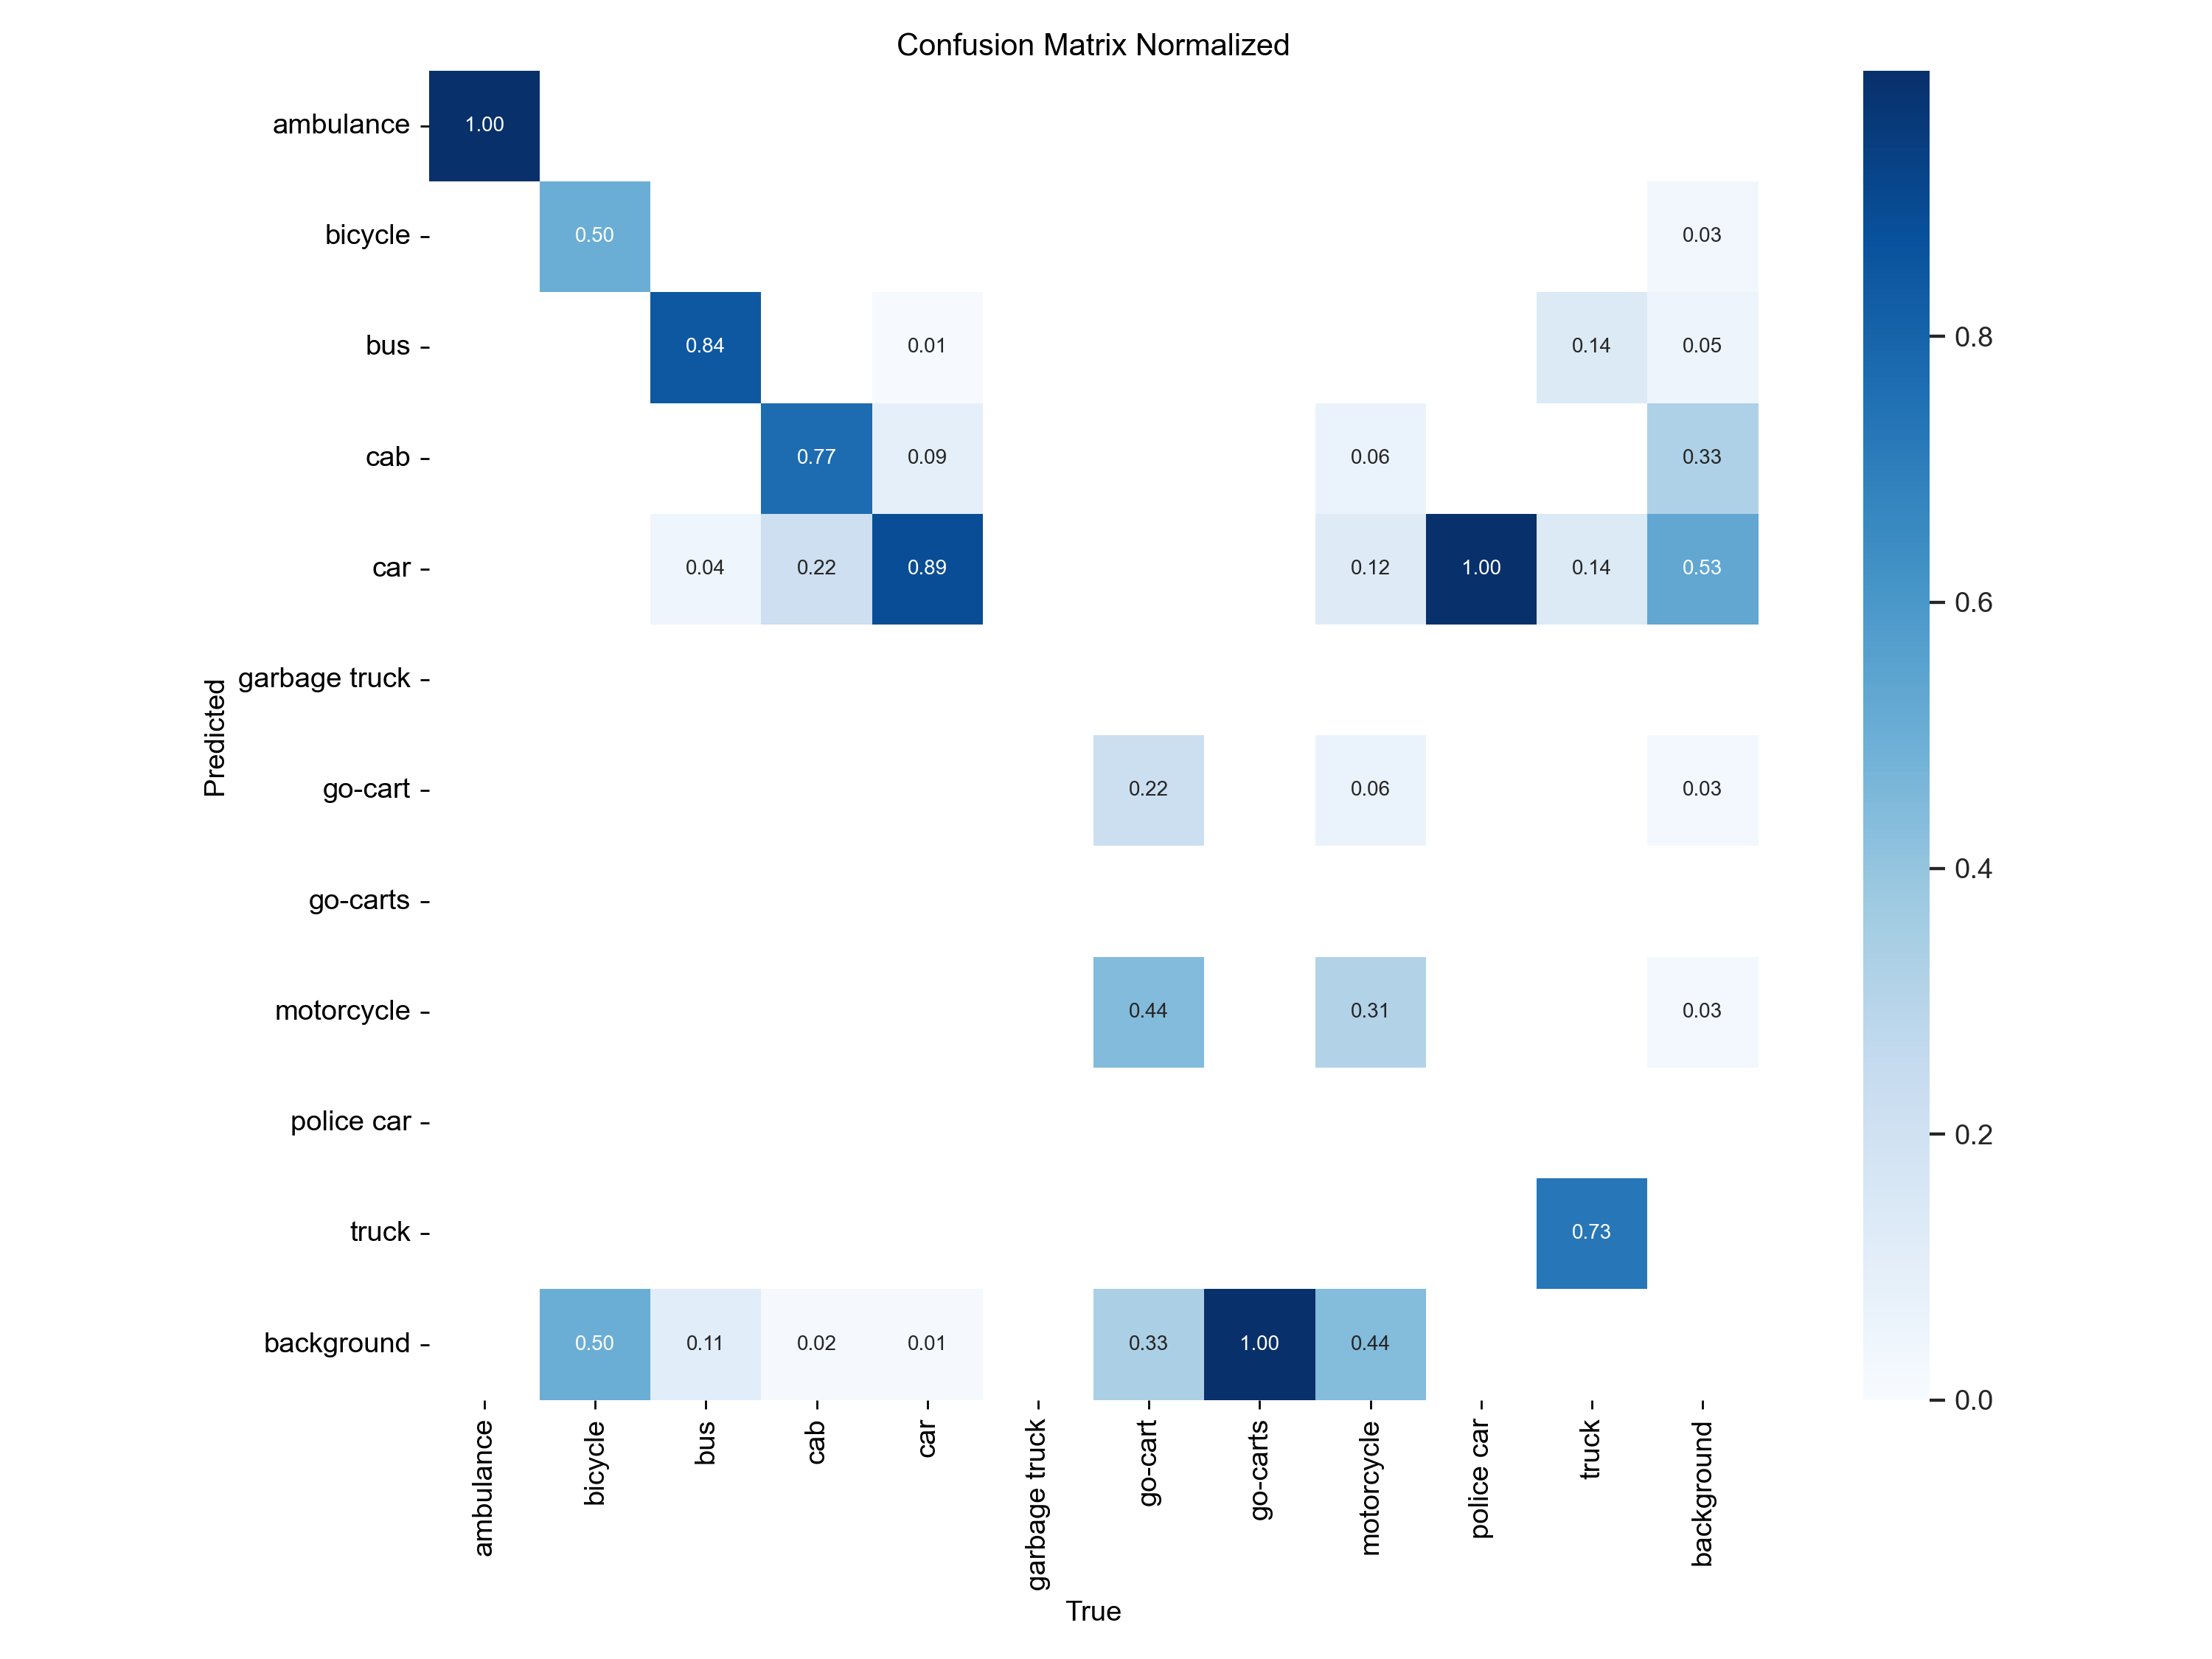 Confusion Matrix Normalized
Predicted
ambulance
1.00
bicycle
0.50
0.03
bus
0.84
0.01
0.14
0.05
0.8
cab
0.77
0.09
0.06
0.33
car
0.04
0.22
0.89
0.12
1.00
0.14
0.53
0.6
garbage truck
go-cart
0.22
0.06
0.03
0.4
go-carts
motorcycle
0.44
0.31
0.03
police car
0.2
truck
0.73
background
0.50
0.11
0.02
0.01
0.33
1.00
0.44
0.0
ambulance
bicycle
bus
cab
car
garbage truck
go-cart
go-carts
motorcycle
police car
truck
background
True